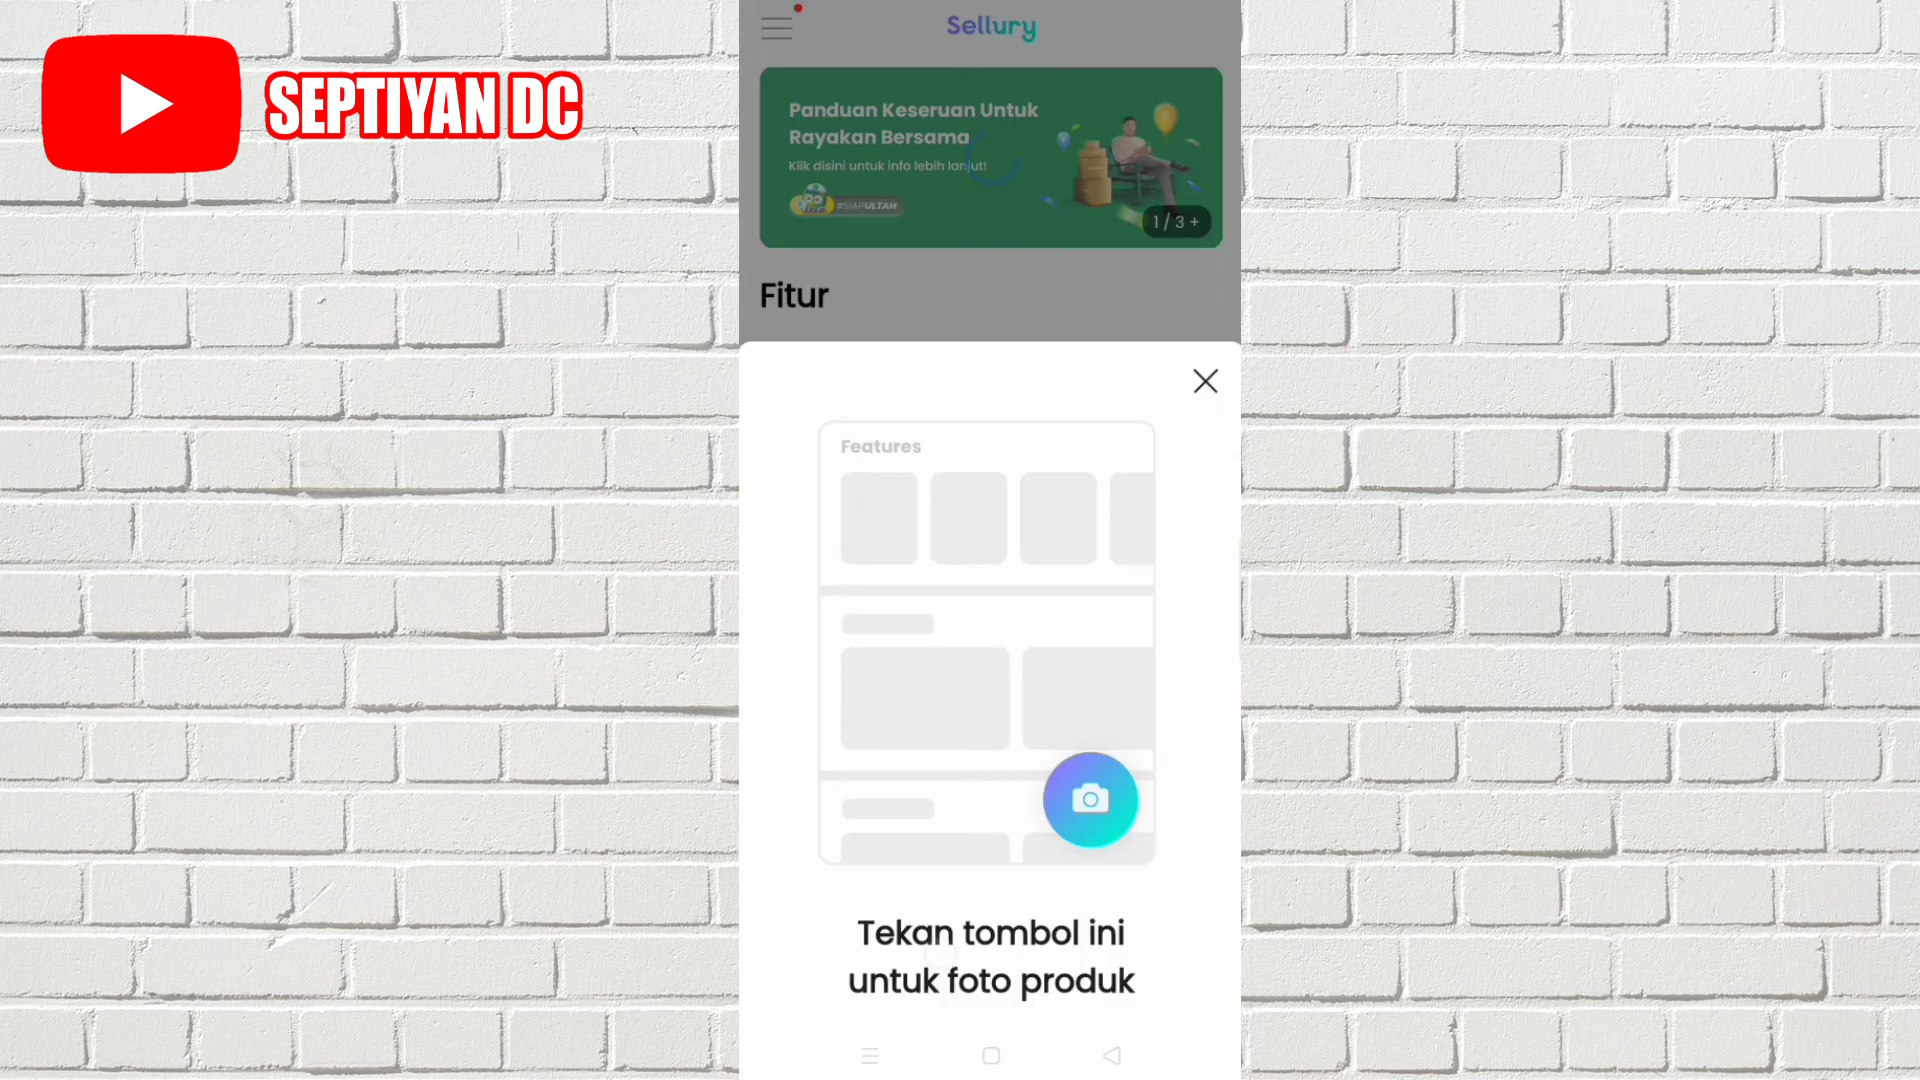 SEPTIYAN DC
Sellury
Panduan Keseruan Untuk
Rayakan Bersama
Klik disini untuk info lebih lanjut!
#SIAPULTAH
1 / 3 +
Fitur
Features
Tekan tombol ini
untuk foto produk